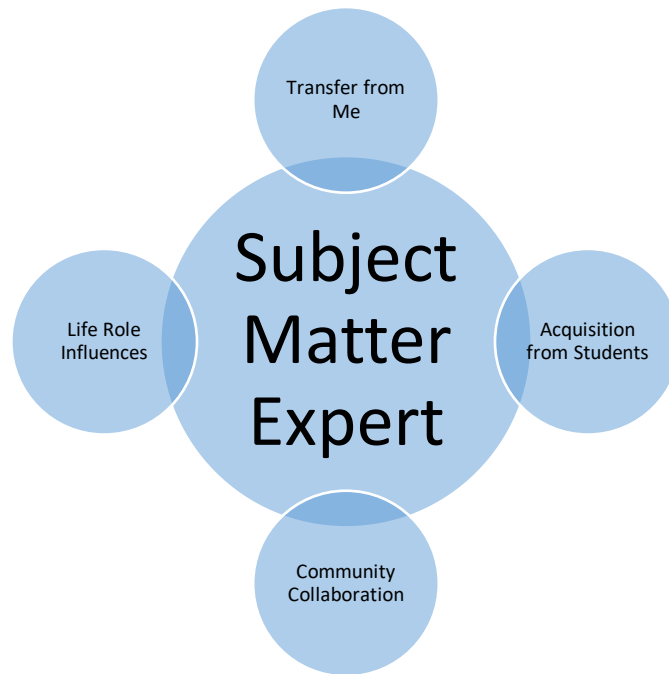 Transfer from
Me
Subject
Matter
Expert
Life Role
Influences
Acquisition
from Students
Community
Collaboration